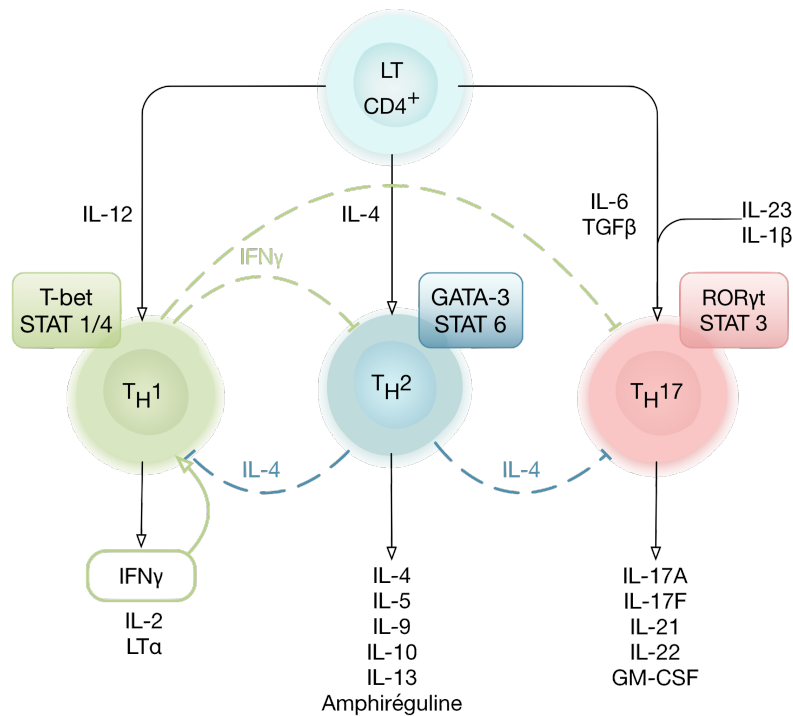 LT
CD4+
IL-12
IL-4
IL-6
TGFβ
IL-23
IL-1β
IFNγ
T-bet
STAT 1/4
GATA-3
STAT 6
RORγt
STAT 3
TH1
TH2
TH17
IL-4
IL-4
IFNγ
IL-2
LTα
IL-4
IL-5
IL-9
IL-10
IL-13
Amphiréguline
IL-17A
IL-17F
IL-21
IL-22
GM-CSF